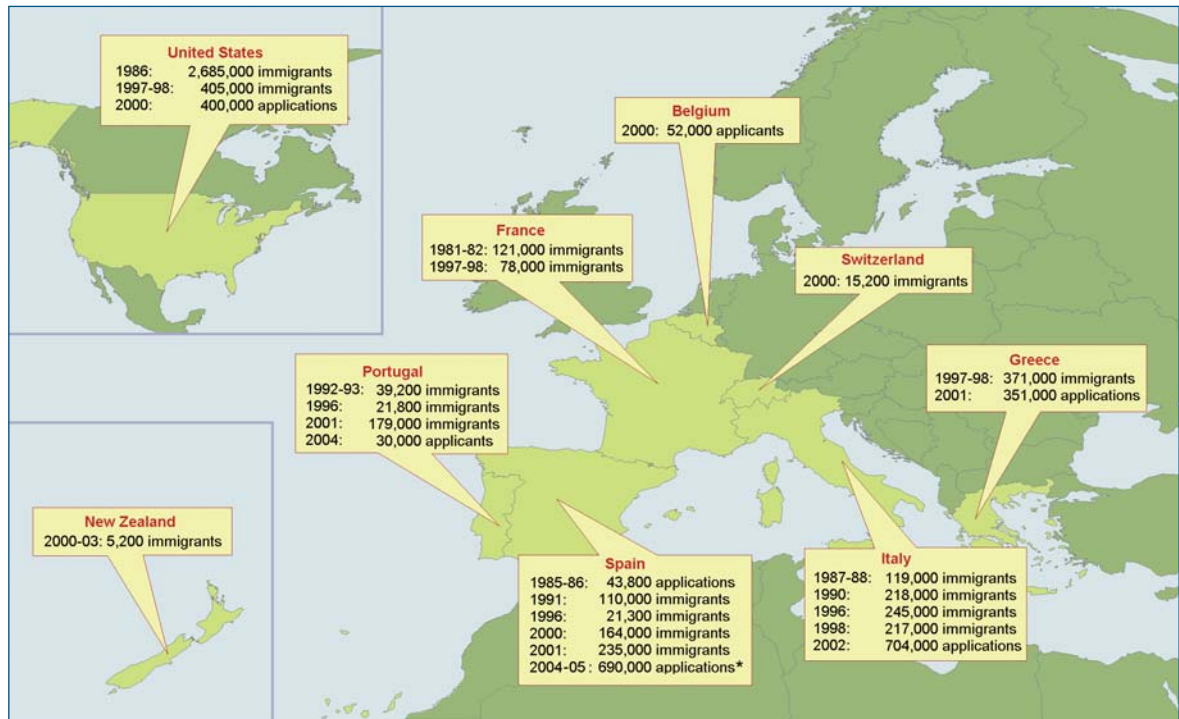 United States
1986: 2,685,000 immigrants
1997-98: 405,000 immigrants
2000: 400,000 applications
Belgium
2000: 52,000 applicants
France
1981-82: 121,000 immigrants
1997-98: 78,000 immigrants
Switzerland
2000: 15,200 immigrants
Portugal
1992-93: 39,200 immigrants
1996: 21,800 immigrants
2001: 179,000 immigrants
2004: 30,000 applicants
Greece
1997-98: 371,000 immigrants
2001: 351,000 applications
New Zealand
2000-03: 5,200 immigrants
Spain
1985-86: 43,800 applications
1991: 110,000 immigrants
1996: 21,300 immigrants
2000: 164,000 immigrants
2001: 235,000 immigrants
2004-05: 690,000 applications*
Italy
1987-88: 119,000 immigrants
1990: 218,000 immigrants
1996: 245,000 immigrants
1998: 217,000 immigrants
2002: 704,000 applications